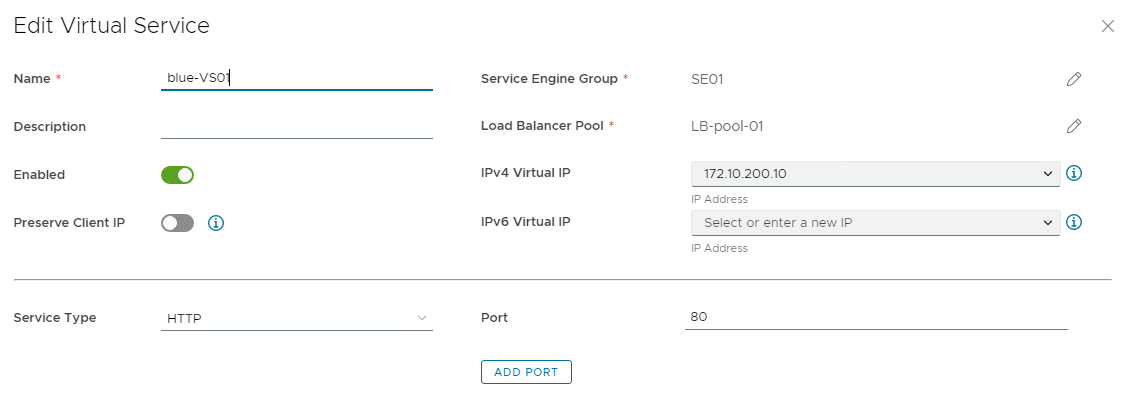 Edit Virtual Service
Name * blue-VS01
Service Engine Group * SE01
Description
Load Balancer Pool * LB-pool-01
Enabled
IPv4 Virtual IP 172.10.200.10
IP Address
Preserve Client IP
IPv6 Virtual IP Select or enter a new IP
IP Address
Service Type HTTP
Port 80
ADD PORT